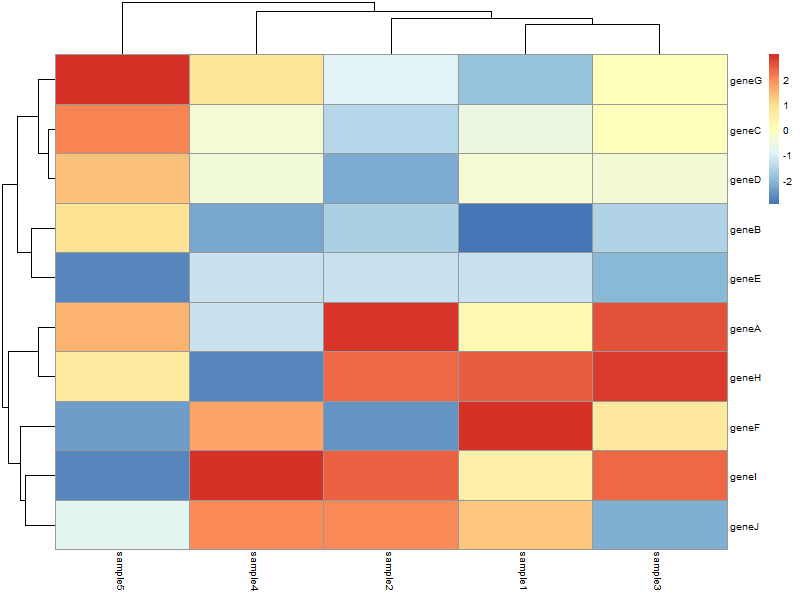 geneG
geneC
geneD
geneB
geneE
geneA
geneH
geneF
geneI
geneJ
2
1
0
-1
-2
sample5
sample4
sample2
sample1
sample3